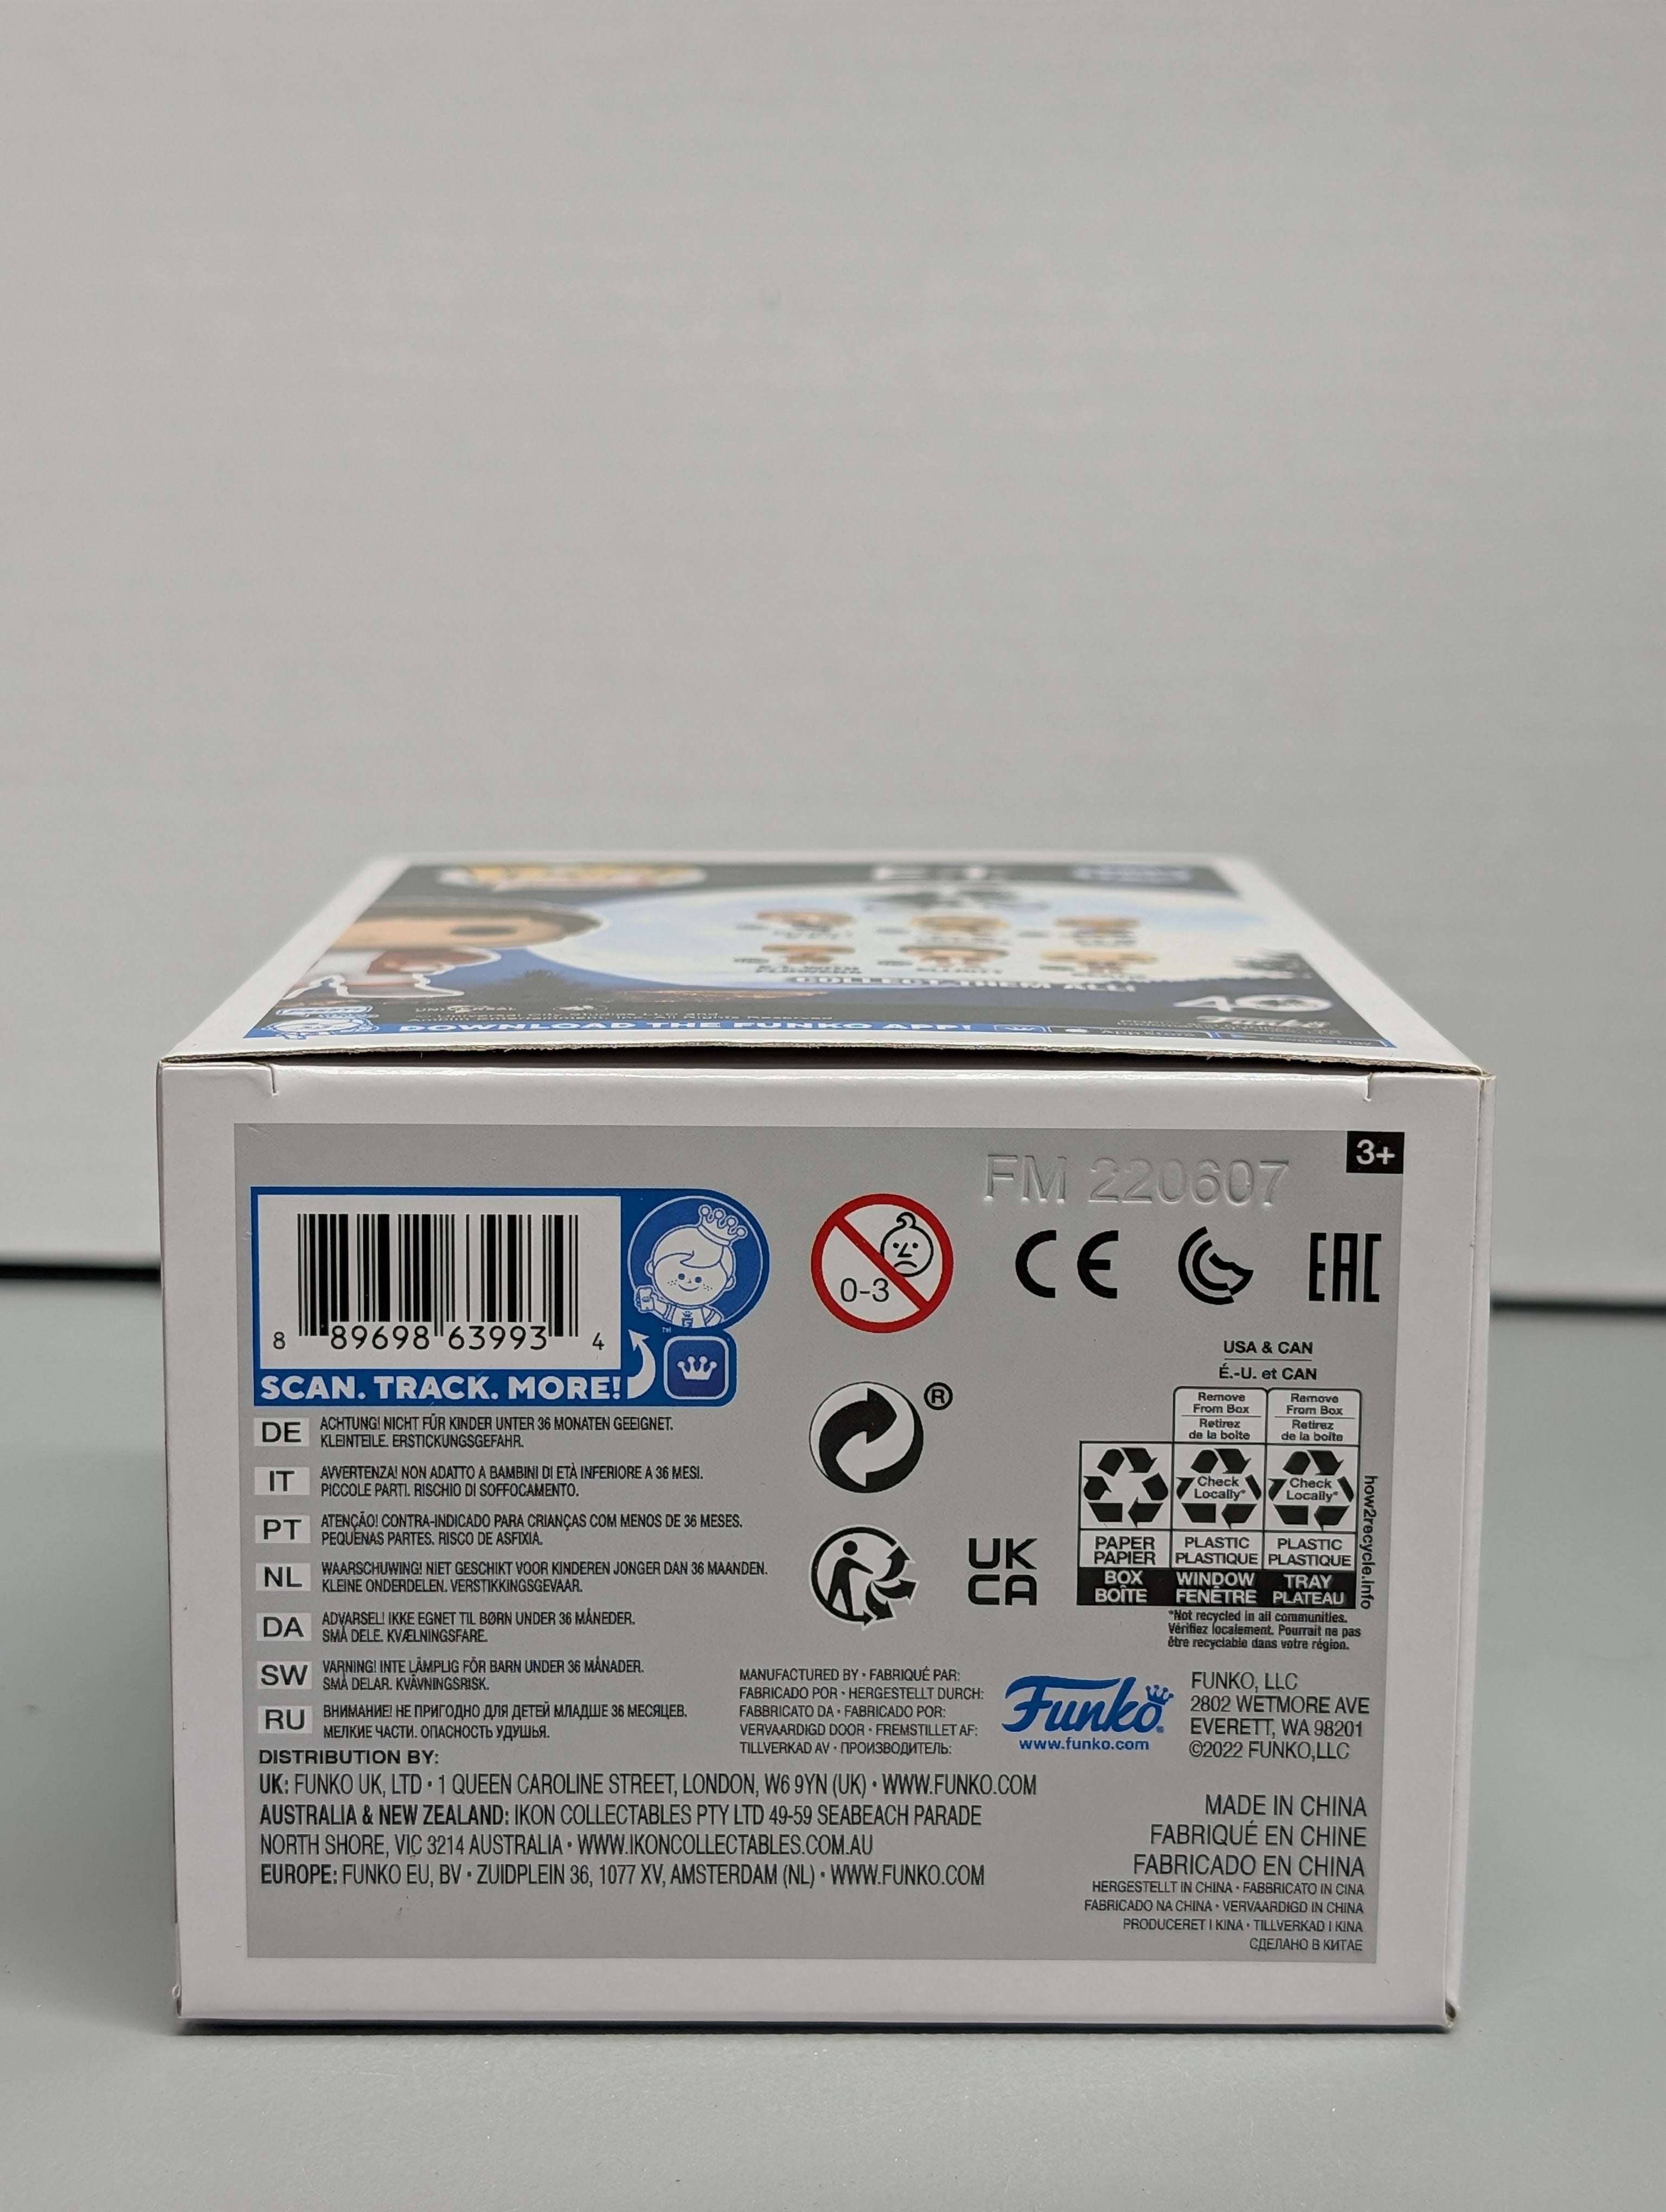 E.T.
COLLECT THEM ALL!
40
DOWNLOAD THE FUNKO APP!
FM 220607
3+
8 89698 63993 4
™
SCAN. TRACK. MORE!
0-3
CE
EAC
USA & CAN
É.-U. et CAN
Remove From Box
Retirez de la boîte
Remove From Box
Retirez de la boîte
Check Locally*
Check Locally*
PAPER PAPIER
PLASTIC PLASTIQUE
PLASTIC PLASTIQUE
BOX BOÎTE
WINDOW FENÊTRE
TRAY PLATEAU
how2recycle.info
*Not recycled in all communities.
Vérifiez localement. Pourrait ne pas
être recyclable dans votre région.
®
UK
CA
DE ACHTUNG! NICHT FÜR KINDER UNTER 36 MONATEN GEEIGNET.
KLEINTEILE. ERSTICKUNGSGEFAHR.
IT AVVERTENZA! NON ADATTO A BAMBINI DI ETÀ INFERIORE A 36 MESI.
PICCOLE PARTI. RISCHIO DI SOFFOCAMENTO.
PT ATENÇÃO! CONTRA-INDICADO PARA CRIANÇAS COM MENOS DE 36 MESES.
PEQUENAS PARTES. RISCO DE ASFIXIA.
NL WAARSCHUWING! NIET GESCHIKT VOOR KINDEREN JONGER DAN 36 MAANDEN.
KLEINE ONDERDELEN. VERSTIKKINGSGEVAAR.
DA ADVARSEL! IKKE EGNET TIL BØRN UNDER 36 MÅNEDER.
SMÅ DELE. KVÆLNINGSFARE.
SW VARNING! INTE LÄMPLIG FÖR BARN UNDER 36 MÅNADER.
SMÅ DELAR. KVÄVNINGSRISK.
RU ВНИМАНИЕ! НЕ ПРИГОДНО ДЛЯ ДЕТЕЙ МЛАДШЕ 36 МЕСЯЦЕВ.
МЕЛКИЕ ЧАСТИ. ОПАСНОСТЬ УДУШЬЯ.
MANUFACTURED BY • FABRIQUÉ PAR:
FABRICADO POR • HERGESTELLT DURCH:
FABBRICATO DA • FABRICADO POR:
VERVAARDIGD DOOR • FREMSTILLET AF:
TILLVERKAD AV • ПРОИЗВОДИТЕЛЬ:
Funko®
www.funko.com
FUNKO, LLC
2802 WETMORE AVE
EVERETT, WA 98201
©2022 FUNKO,LLC
DISTRIBUTION BY:
UK: FUNKO UK, LTD • 1 QUEEN CAROLINE STREET, LONDON, W6 9YN (UK) • WWW.FUNKO.COM
AUSTRALIA & NEW ZEALAND: IKON COLLECTABLES PTY LTD 49-59 SEABEACH PARADE
NORTH SHORE, VIC 3214 AUSTRALIA • WWW.IKONCOLLECTABLES.COM.AU
EUROPE: FUNKO EU, BV • ZUIDPLEIN 36, 1077 XV, AMSTERDAM (NL) • WWW.FUNKO.COM
MADE IN CHINA
FABRIQUÉ EN CHINE
FABRICADO EN CHINA
HERGESTELLT IN CHINA • FABBRICATO IN CINA
FABRICADO NA CHINA • VERVAARDIGD IN CHINA
PRODUCERET I KINA • TILLVERKAD I KINA
СДЕЛАНО В КИТАЕ